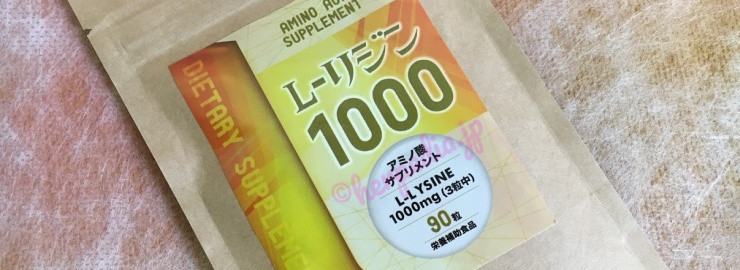 AMINO ACID
SUPPLEMENT
L-リジン
1000
DIETARY SUPPLEMENT
アミノ酸
サプリメント
L-LYSINE
1000mg(3粒中)
90粒
栄養補助食品